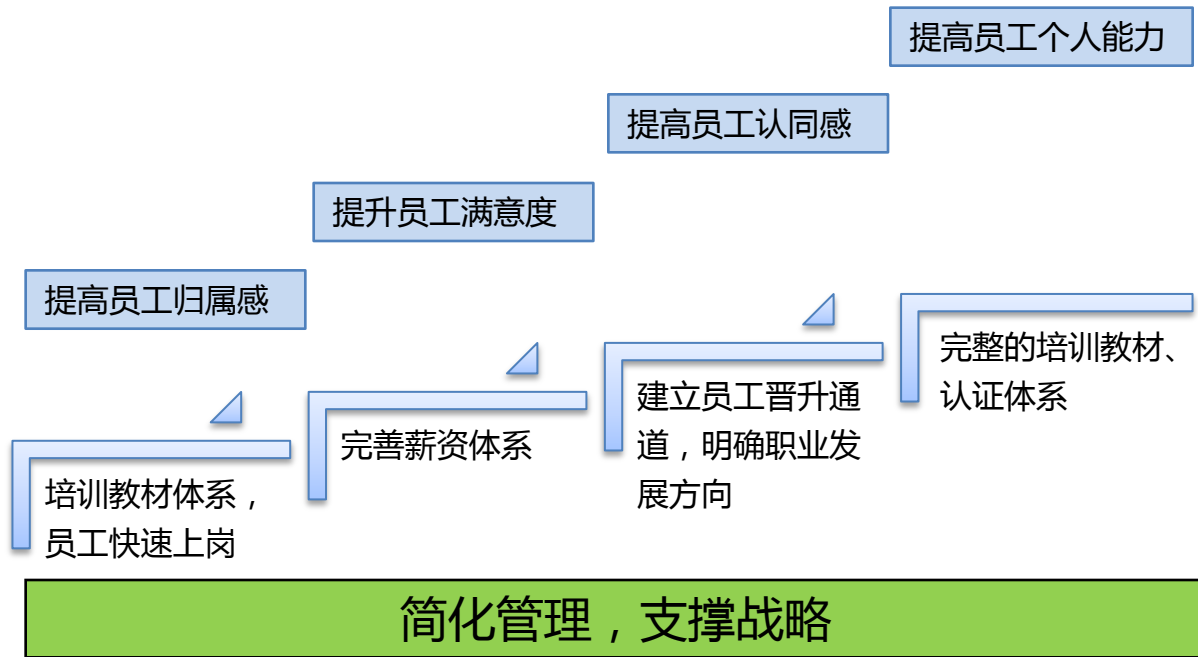 提高员工个人能力
提高员工认同感
提升员工满意度
提高员工归属感
培训教材体系，
员工快速上岗
完善薪资体系
建立员工晋升通
道，明确职业发
展方向
完整的培训教材、
认证体系
简化管理，支撑战略